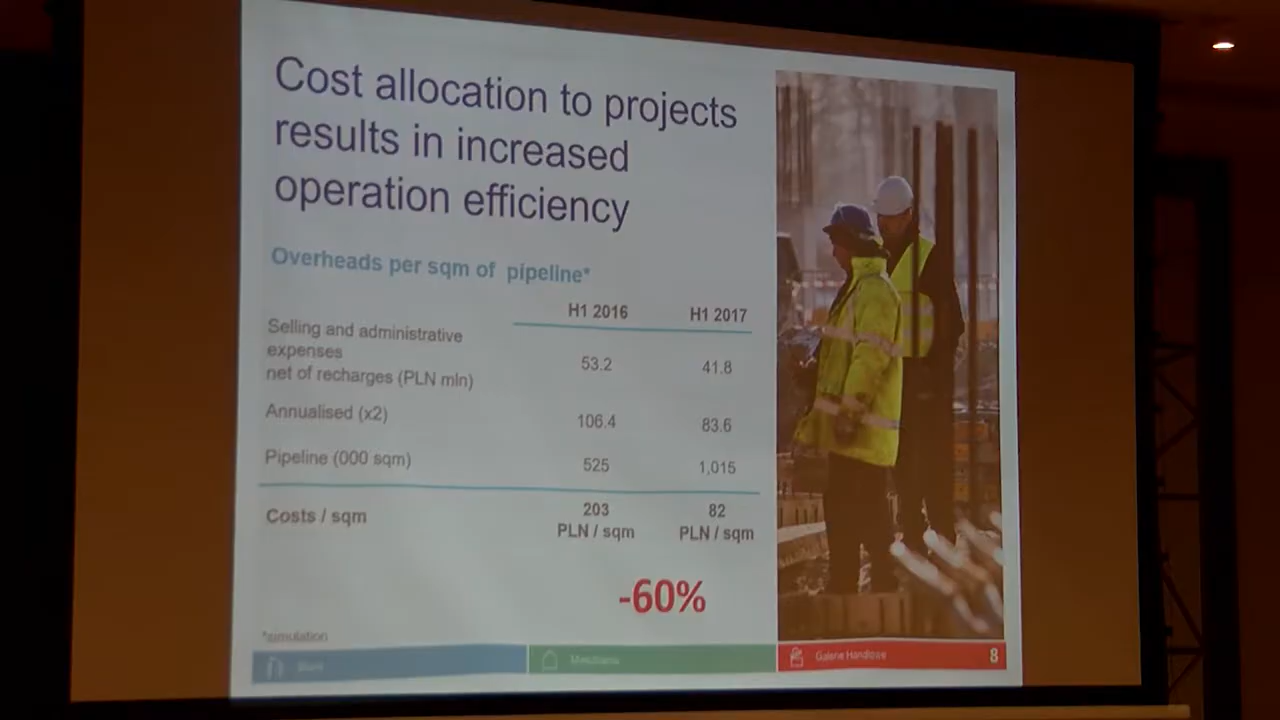 Cost allocation to projects
results in increased
operation efficiency
Overheads per sqm of pipeline*
H1 2016 H1 2017
Selling and administrative
expenses
net of recharges (PLN mln) 53.2 41.8
Annualised (x2) 106.4 83.6
Pipeline (000 sqm) 525 1,015
Costs / sqm 203 82
PLN / sqm PLN / sqm
-60%
*simulation
Biura Mieszkania Galerie Handlowe 8